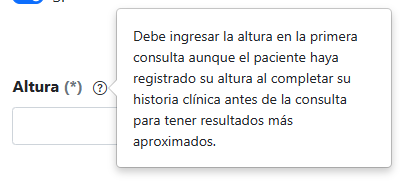 Debe ingresar la altura en la primera
consulta aunque el paciente haya
registrado su altura al completar su
historia clínica antes de la consulta
para tener resultados más
aproximados.
Altura (*) ?